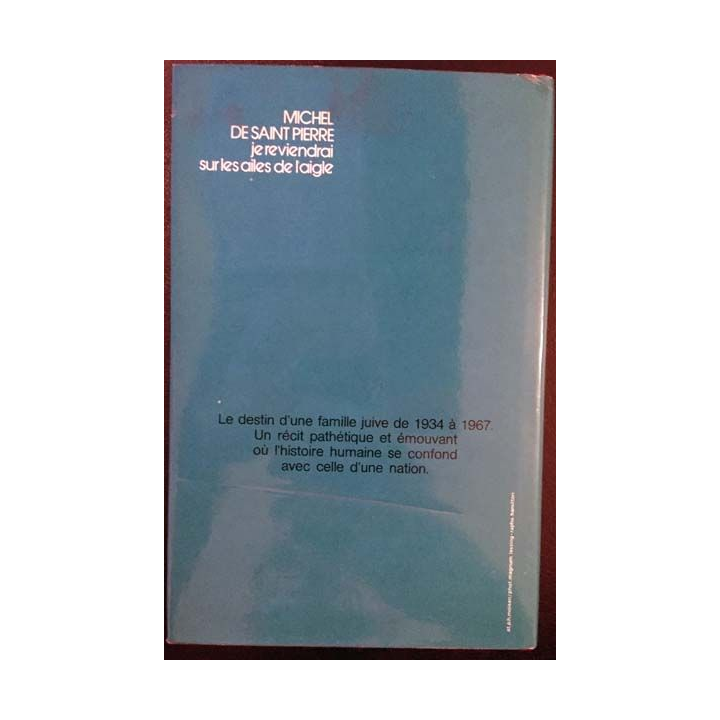 MICHEL
DE SAINT PIERRE
je reviendrai
sur les ailes de l'aigle
Le destin d'une famille juive de 1934 à 1967.
Un récit pathétique et émouvant
où l'histoire humaine se confond
avec celle d'une nation.